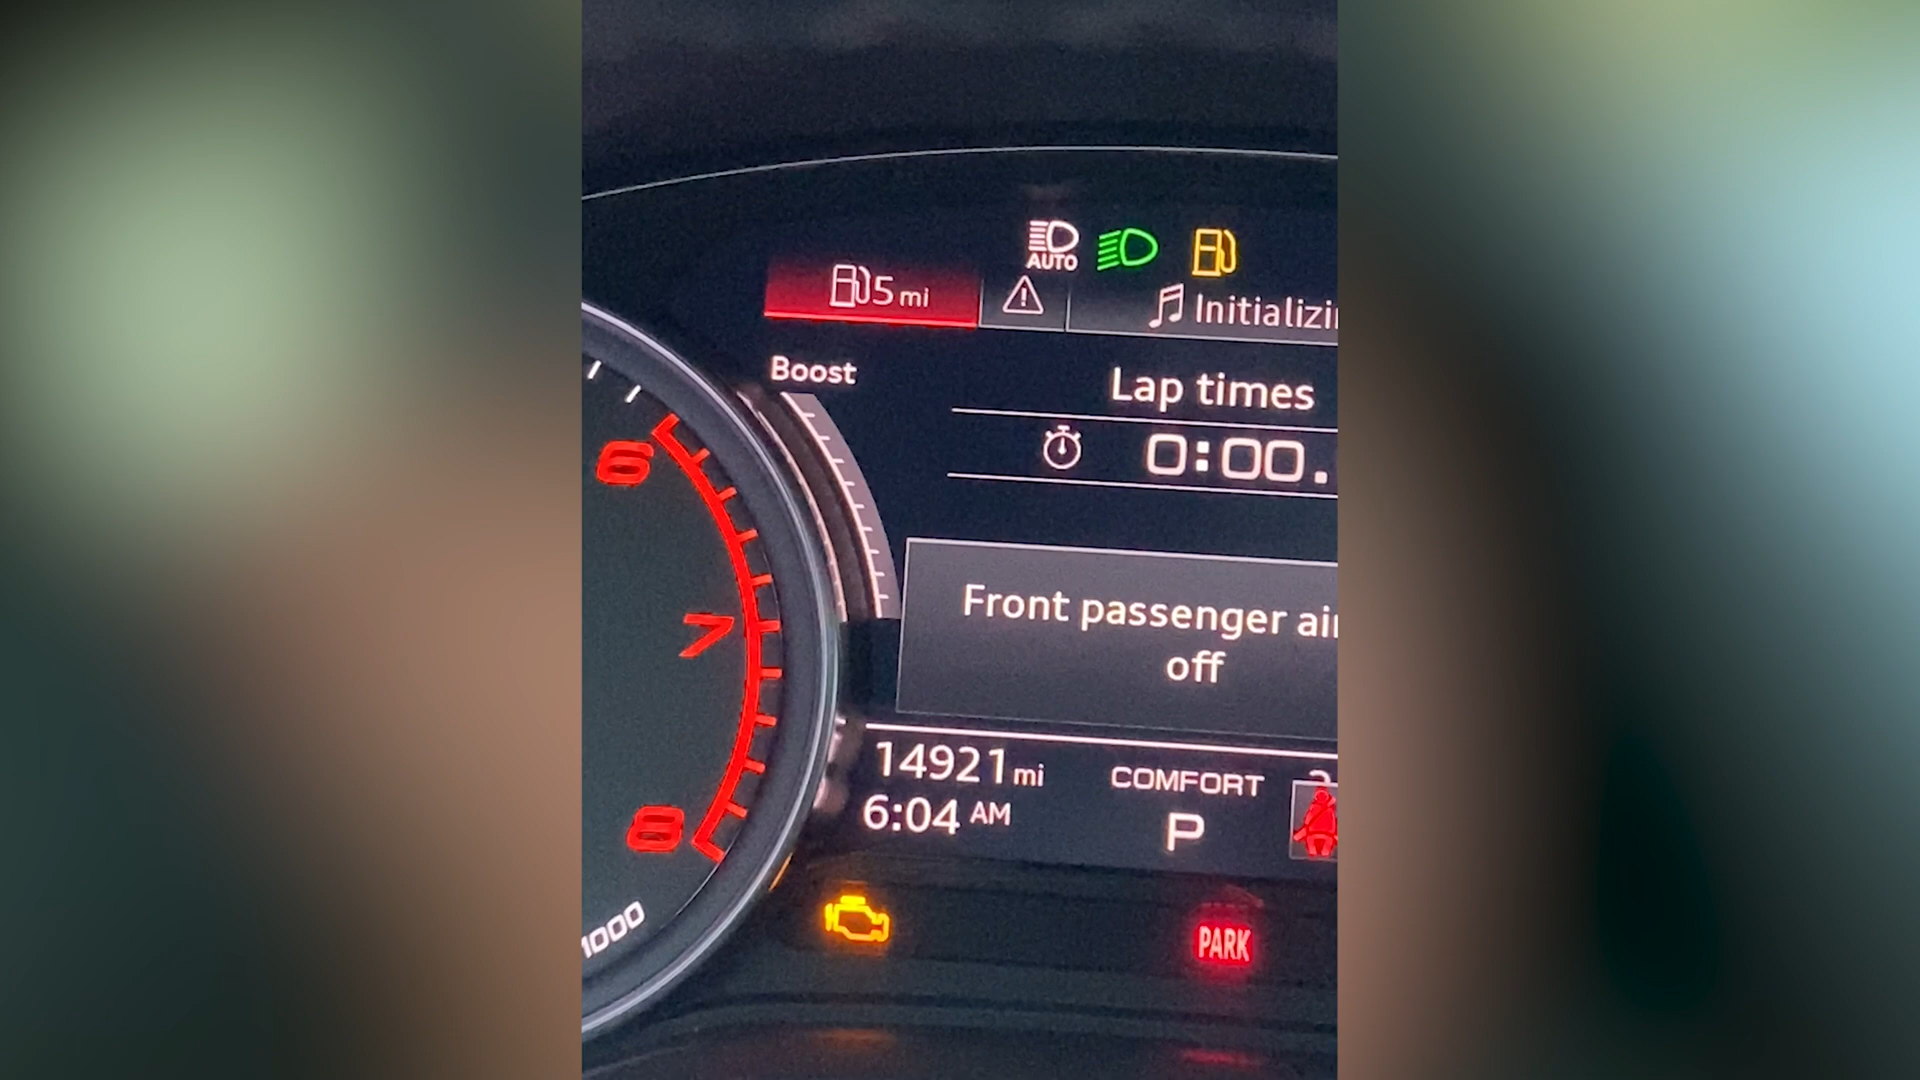 AUTO
5 mi
Initializi
Boost
Lap times
0:00.
6
Front passenger ai
off
7
14921 mi
COMFORT
6:04 AM
P
8
1000
PARK